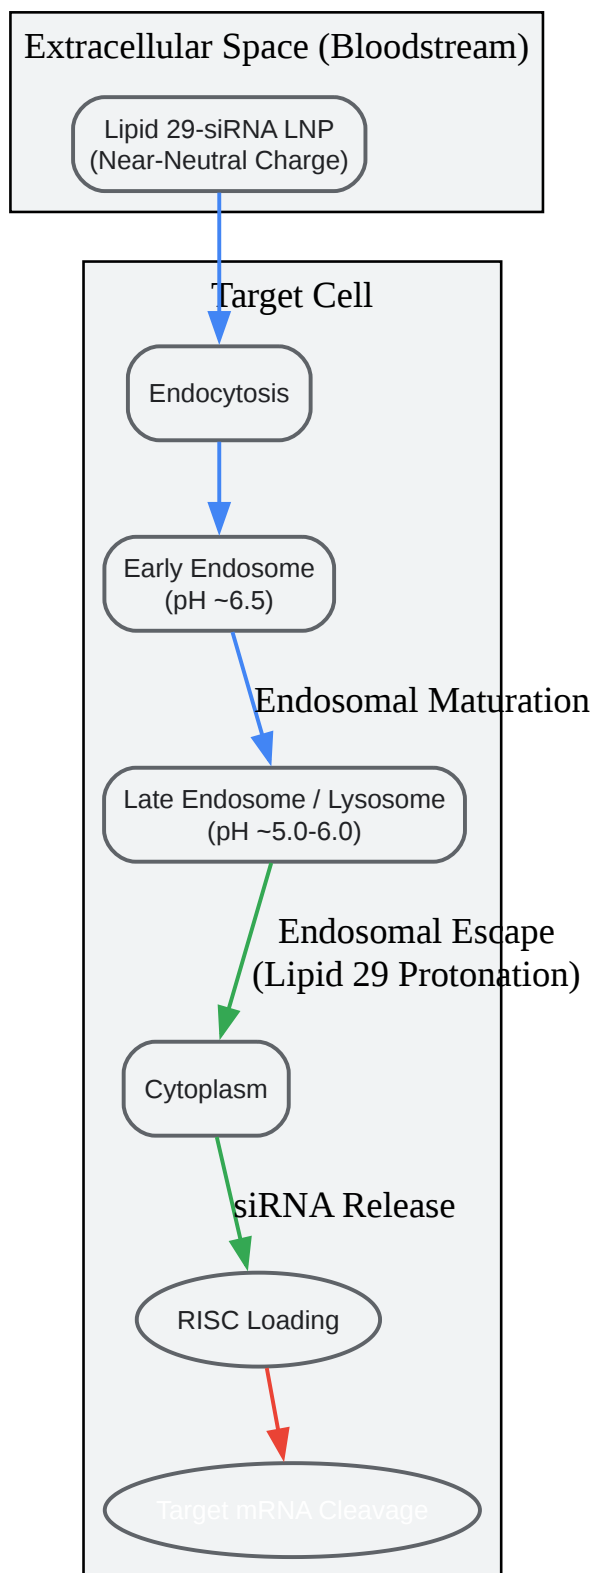 Extracellular Space (Bloodstream)
Lipid 29-siRNA LNP
(Near-Neutral Charge)
Target Cell
Endocytosis
Early Endosome
(pH ~6.5)
Endosomal Maturation
Late Endosome / Lysosome
(pH ~5.0-6.0)
Endosomal Escape
(Lipid 29 Protonation)
Cytoplasm
siRNA Release
RISC Loading
Target mRNA Cleavage